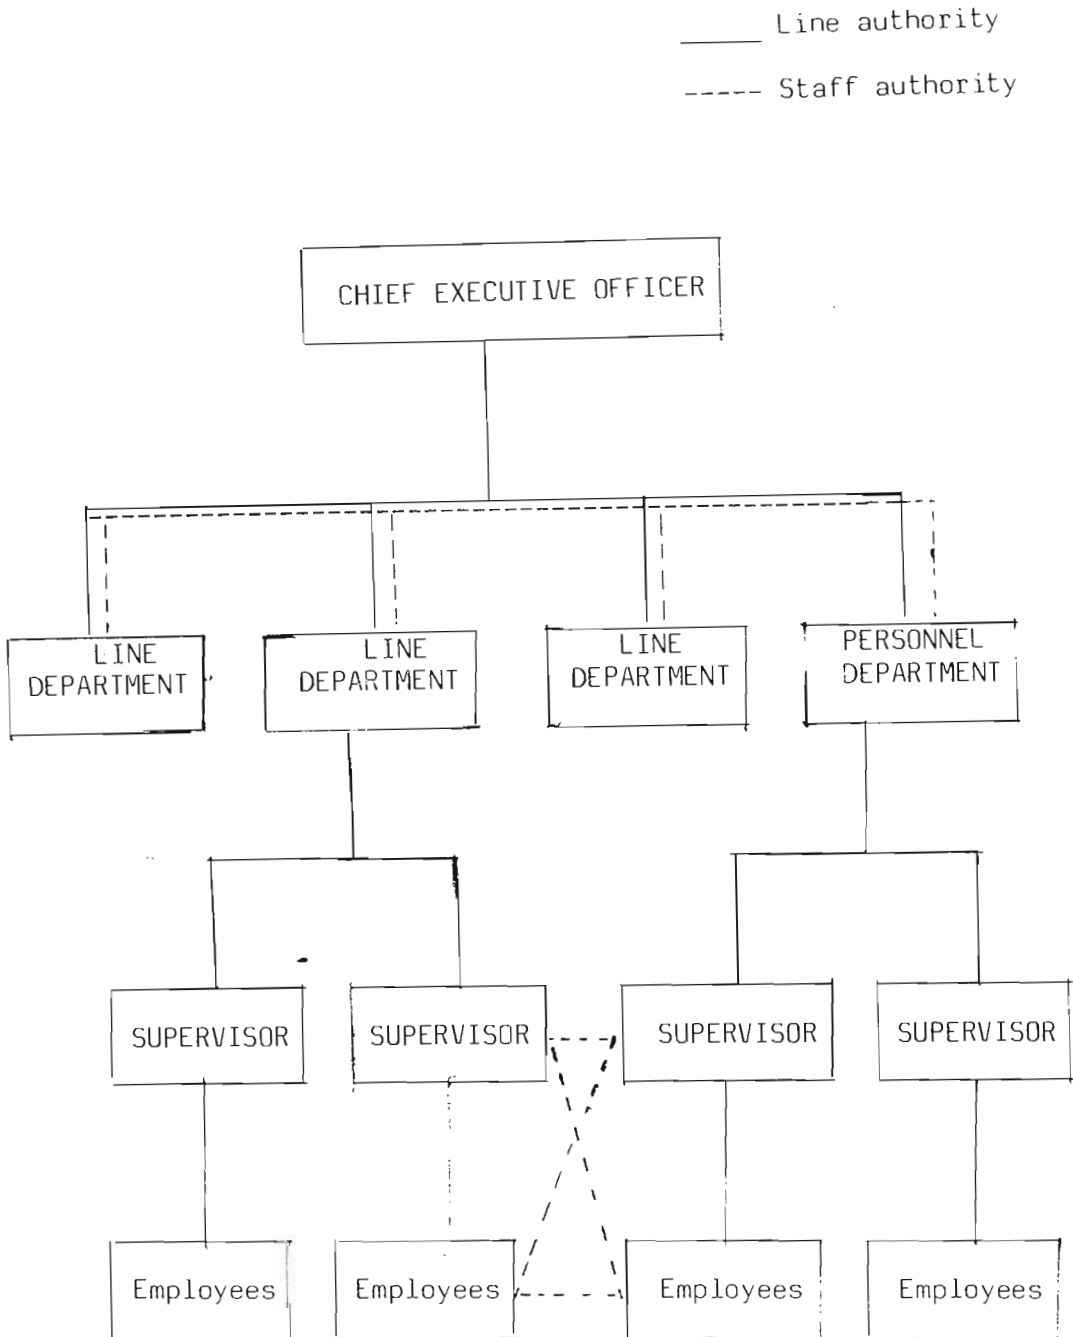 Line authority
Staff authority
CHIEF EXECUTIVE OFFICER
LINE
DEPARTMENT
LINE
DEPARTMENT
LINE
DEPARTMENT
PERSONNEL
DEPARTMENT
SUPERVISOR
SUPERVISOR
SUPERVISOR
SUPERVISOR
Employees
Employees
Employees
Employees